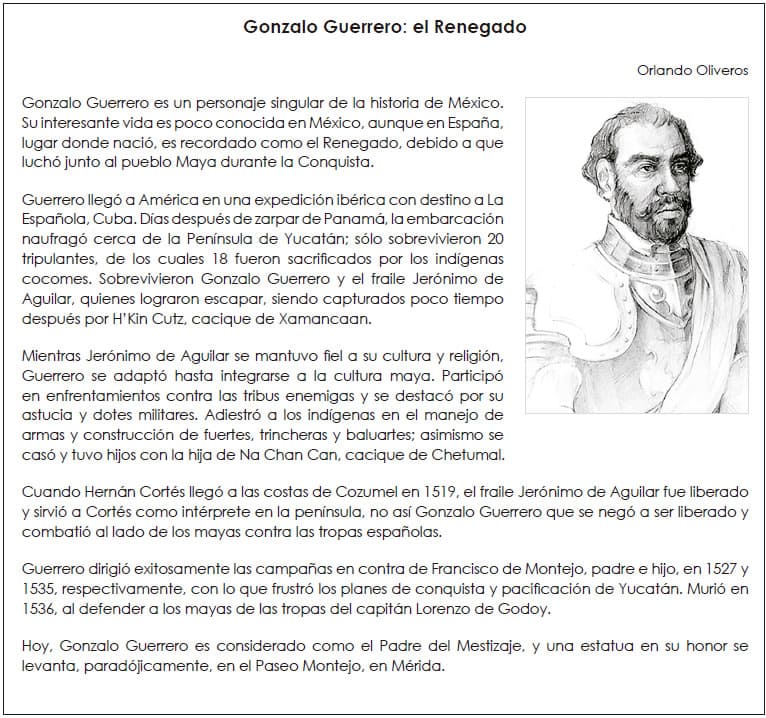 Gonzalo Guerrero: el Renegado
Orlando Oliveros
Gonzalo Guerrero es un personaje singular de la historia de México.
Su interesante vida es poco conocida en México, aunque en España,
lugar donde nació, es recordado como el Renegado, debido a que
luchó junto al pueblo Maya durante la Conquista.
Guerrero llegó a América en una expedición ibérica con destino a La
Española, Cuba. Días después de zarpar de Panamá, la embarcación
naufragó cerca de la Península de Yucatán; sólo sobrevivieron 20
tripulantes, de los cuales 18 fueron sacrificados por los indígenas
cocomes. Sobrevivieron Gonzalo Guerrero y el fraile Jerónimo de
Aguilar, quienes lograron escapar, siendo capturados poco tiempo
después por H’Kin Cutz, cacique de Xamancaan.
Mientras Jerónimo de Aguilar se mantuvo fiel a su cultura y religión,
Guerrero se adaptó hasta integrarse a la cultura maya. Participó
en enfrentamientos contra las tribus enemigas y se destacó por su
astucia y dotes militares. Adiestró a los indígenas en el manejo de
armas y construcción de fuertes, trincheras y baluartes; asimismo se
casó y tuvo hijos con la hija de Na Chan Can, cacique de Chetumal.
Cuando Hernán Cortés llegó a las costas de Cozumel en 1519, el fraile Jerónimo de Aguilar fue liberado
y sirvió a Cortés como intérprete en la península, no así Gonzalo Guerrero que se negó a ser liberado y
combatió al lado de los mayas contra las tropas españolas.
Guerrero dirigió exitosamente las campañas en contra de Francisco de Montejo, padre e hijo, en 1527 y
1535, respectivamente, con lo que frustró los planes de conquista y pacificación de Yucatán. Murió en
1536, al defender a los mayas de las tropas del capitán Lorenzo de Godoy.
Hoy, Gonzalo Guerrero es considerado como el Padre del Mestizaje, y una estatua en su honor se
levanta, paradójicamente, en el Paseo Montejo, en Mérida.